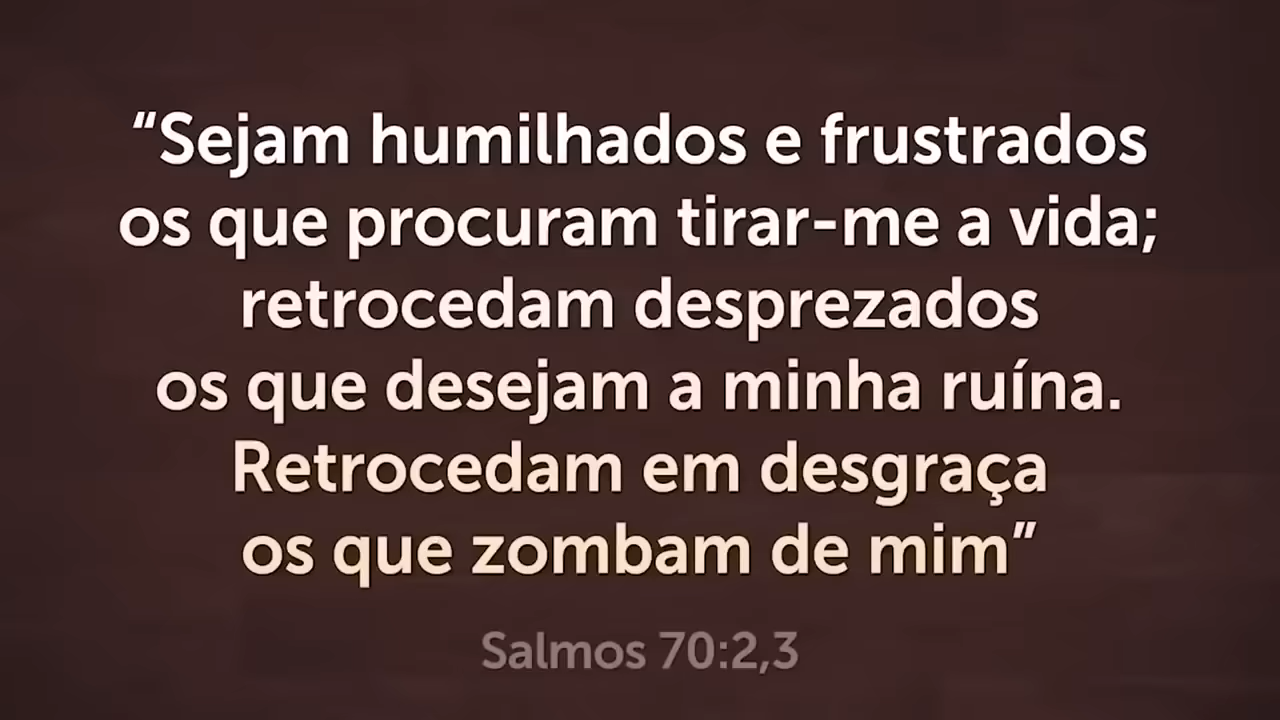 “Sejam humilhados e frustrados
os que procuram tirar-me a vida;
retrocedam desprezados
os que desejam a minha ruína.
Retrocedam em desgraça
os que zombam de mim”
Salmos 70:2,3